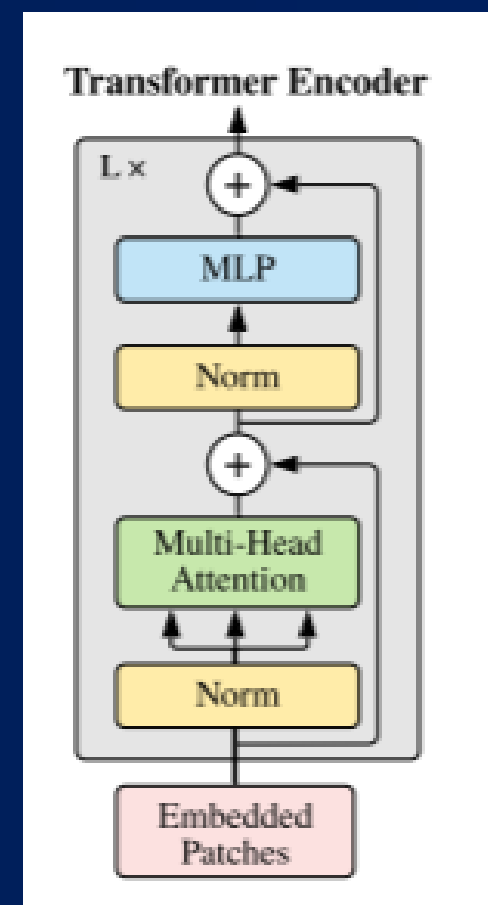 Transformer Encoder
L ×
+
MLP
Norm
+
Multi-Head
Attention
Norm
Embedded
Patches